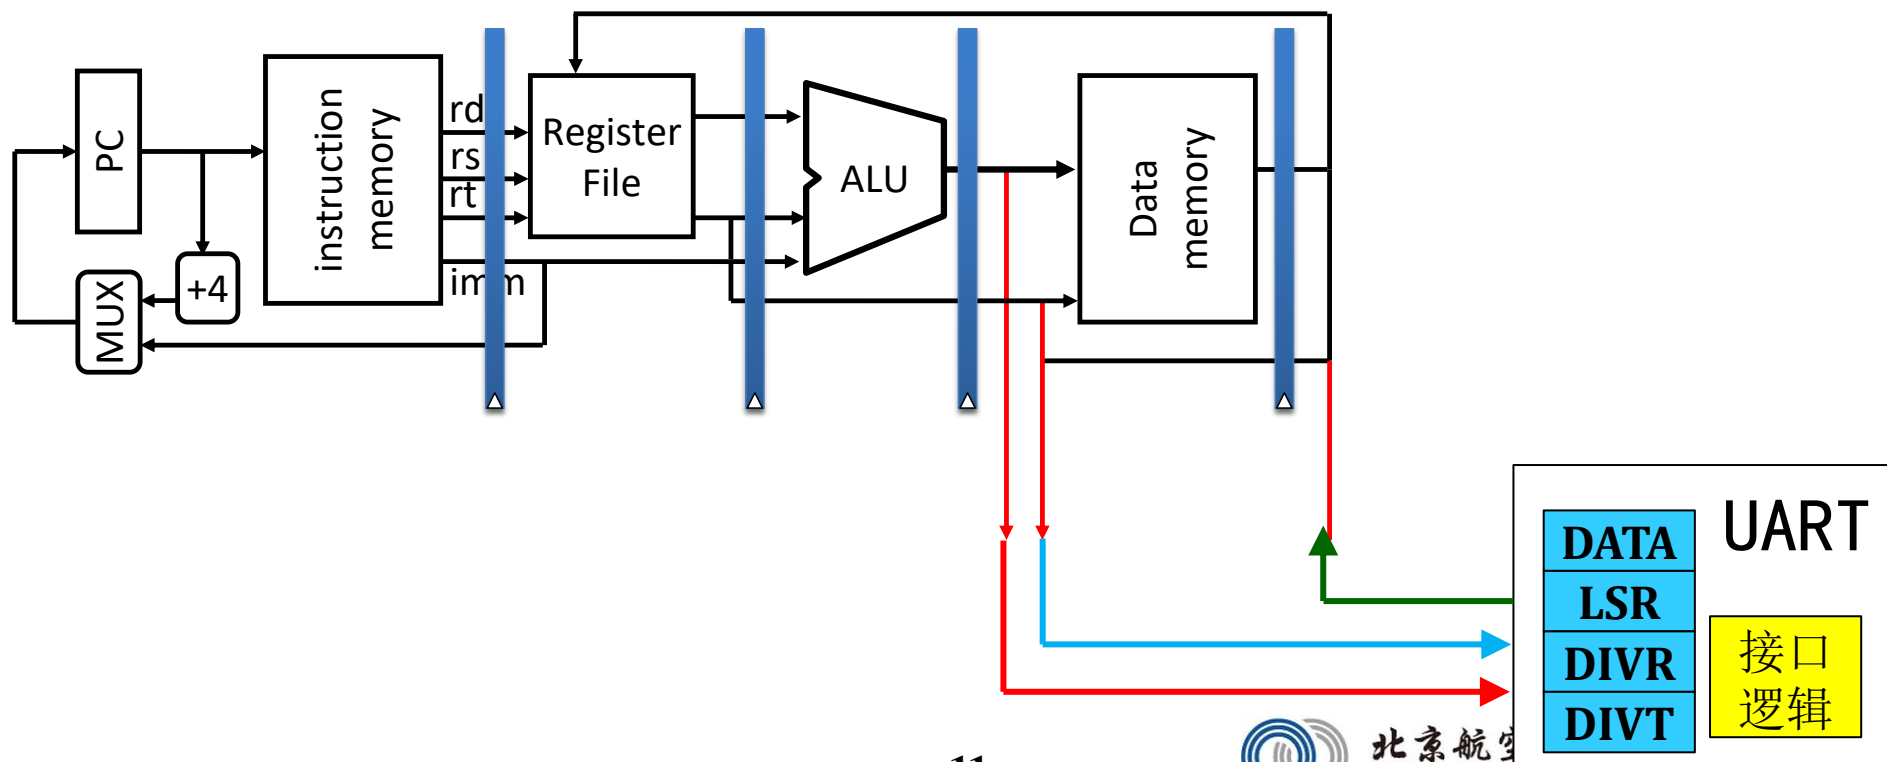 PC
+4
MUX
instruction
memory
rd
rs
rt
imm
Register
File
ALU
Data
memory
UART
DATA
LSR
DIVR
DIVT
接口
逻辑
北京航空